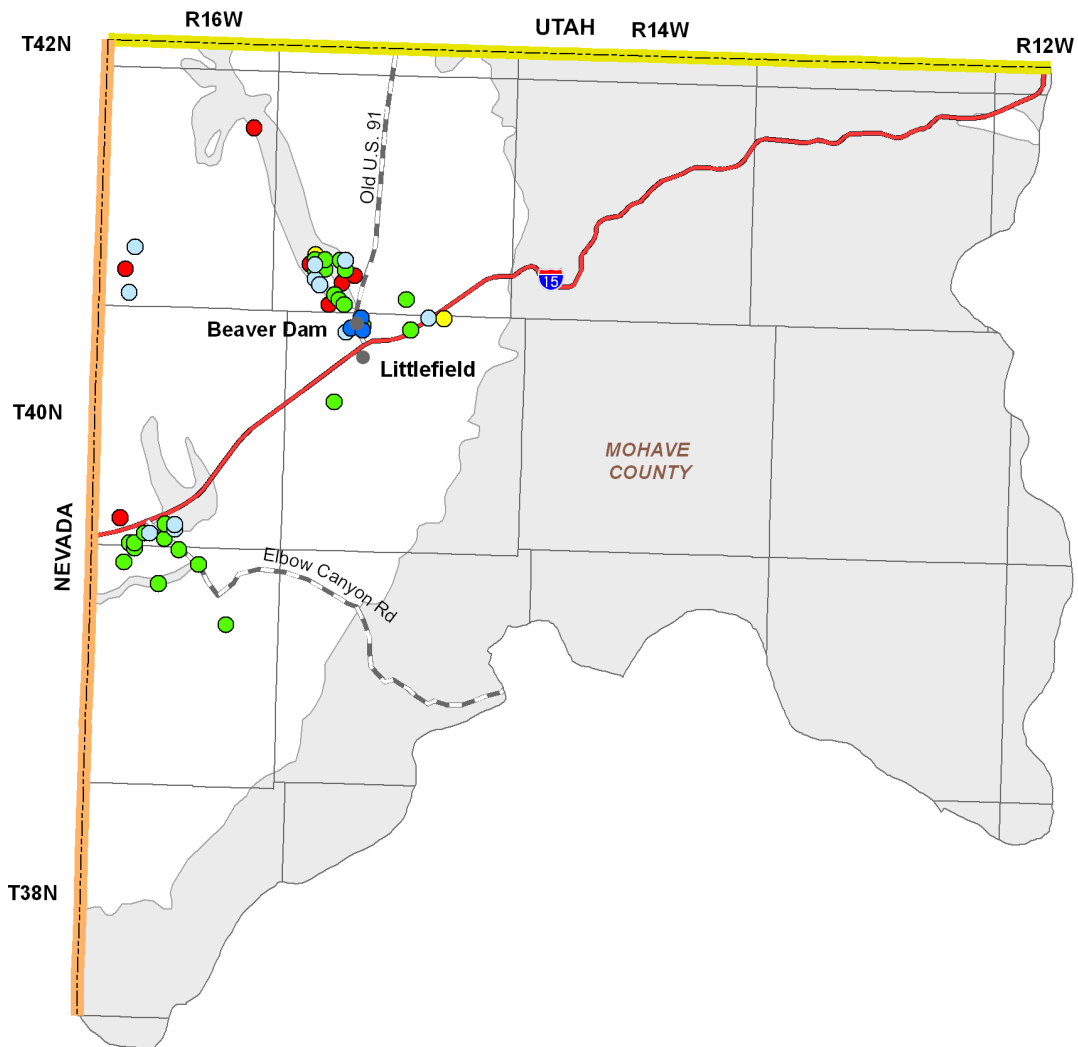 R16W
UTAH
R14W
T42N
R12W
Old U.S. 91
15
Beaver Dam
Littlefield
T40N
MOHAVE
COUNTY
NEVADA
Elbow Canyon Rd
T38N